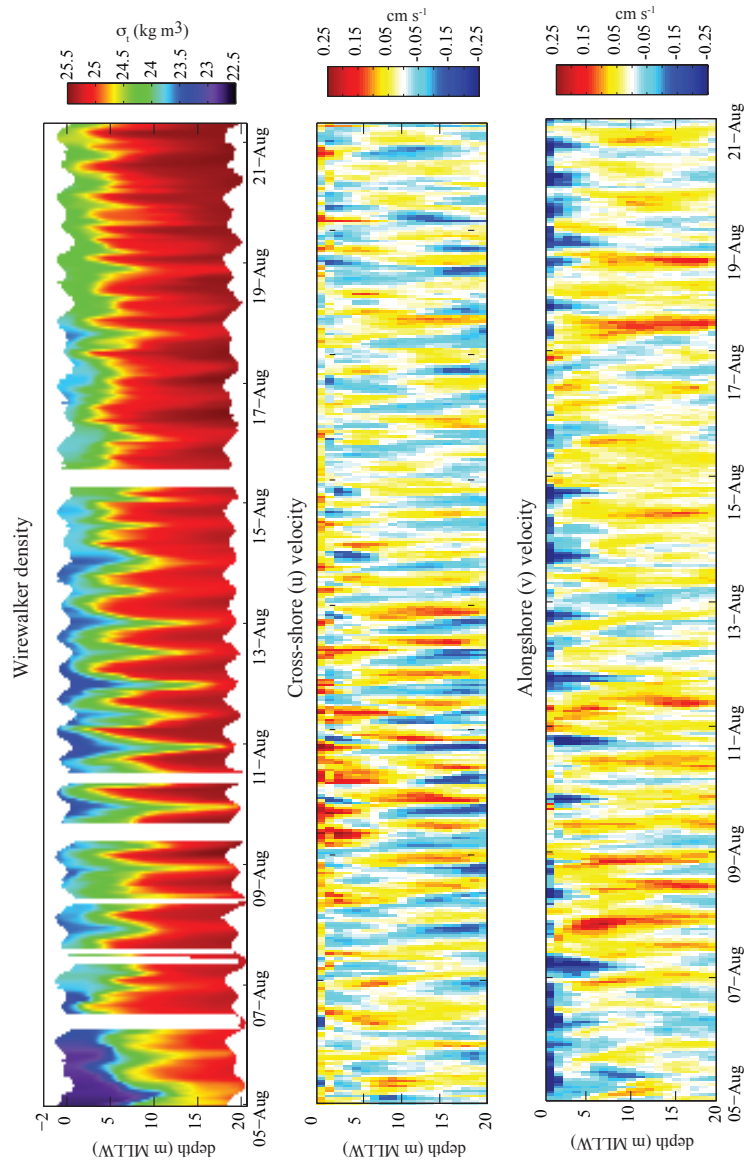 Wirewalker density
−2
0
5
10
15
20
depth (m MLLW)
05−Aug
07−Aug
09−Aug
11−Aug
13−Aug
15−Aug
17−Aug
19−Aug
21−Aug
σt (kg m3)
25.5
25
24.5
24
23.5
23
22.5
Cross-shore (u) velocity
0
5
10
15
20
depth (m MLLW)
cm s-1
0.25
0.15
0.05
-0.05
-0.15
-0.25
Alongshore (v) velocity
0
5
10
15
20
depth (m MLLW)
05−Aug
07−Aug
09−Aug
11−Aug
13−Aug
15−Aug
17−Aug
19−Aug
21−Aug
cm s-1
0.25
0.15
0.05
-0.05
-0.15
-0.25